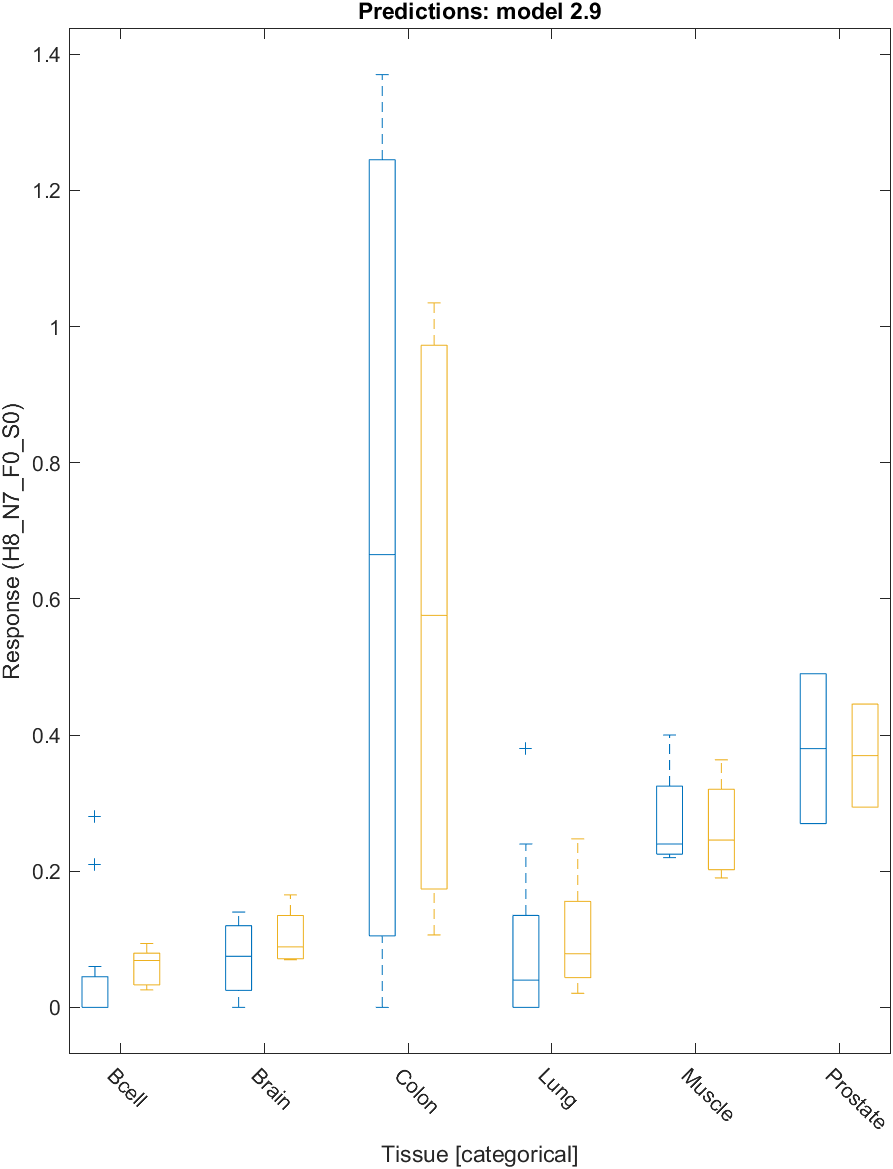 Predictions: model 2.9
1.4
1.2
1
0.8
0.6
0.4
0.2
0
Response (H8_N7_F0_S0)
Bcell
Brain
Colon
Lung
Muscle
Prostate
Tissue [categorical]